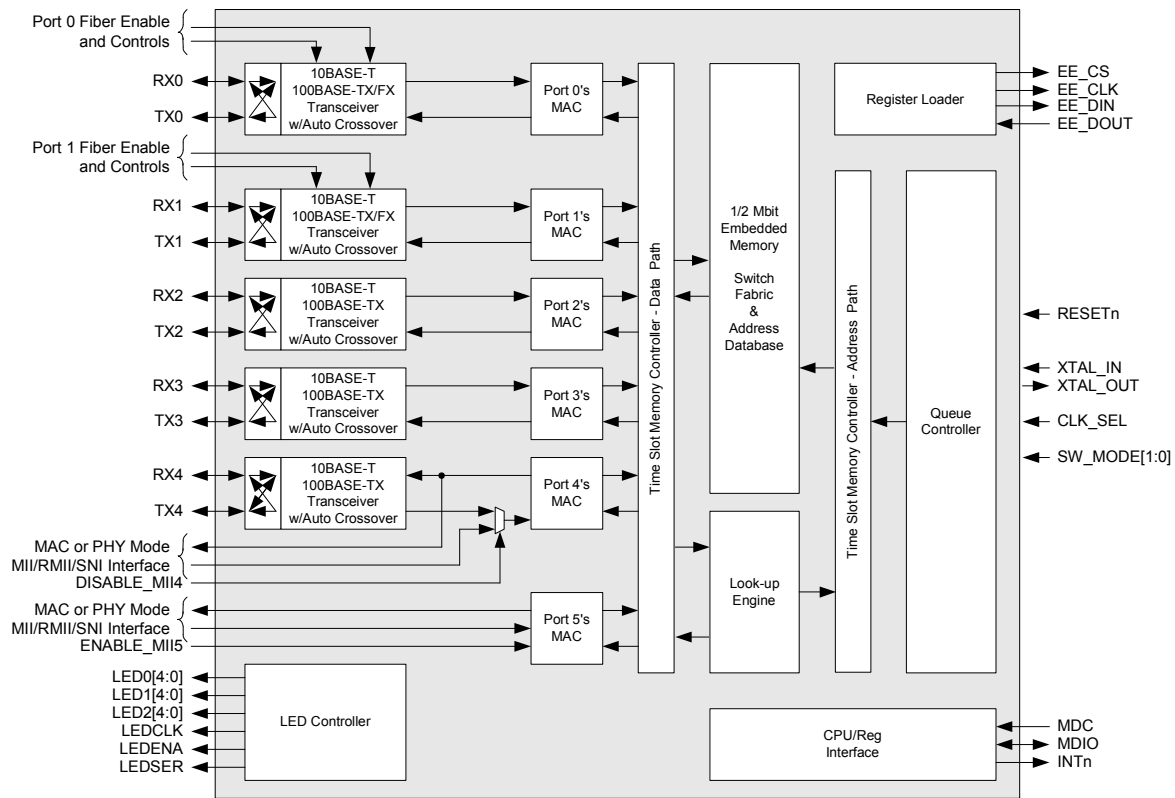 Port 0 Fiber Enable
and Controls
RX0
TX0
10BASE-T
100BASE-TX/FX
Transceiver
w/Auto Crossover
Port 0's
MAC
Port 1 Fiber Enable
and Controls
RX1
TX1
10BASE-T
100BASE-TX/FX
Transceiver
w/Auto Crossover
Port 1's
MAC
RX2
TX2
10BASE-T
100BASE-TX
Transceiver
w/Auto Crossover
Port 2's
MAC
RX3
TX3
10BASE-T
100BASE-TX
Transceiver
w/Auto Crossover
Port 3's
MAC
RX4
TX4
10BASE-T
100BASE-TX
Transceiver
w/Auto Crossover
Port 4's
MAC
MAC or PHY Mode
MII/RMII/SNI Interface
DISABLE_MII4
MAC or PHY Mode
MII/RMII/SNI Interface
ENABLE_MII5
Port 5's
MAC
LED0[4:0]
LED1[4:0]
LED2[4:0]
LEDCLK
LEDENA
LEDSER
LED Controller
Time Slot Memory Controller - Data Path
1/2 Mbit
Embedded
Memory
Switch
Fabric
&
Address
Database
Look-up
Engine
Time Slot Memory Controller - Address Path
Queue
Controller
Register Loader
EE_CS
EE_CLK
EE_DIN
EE_DOUT
RESETn
XTAL_IN
XTAL_OUT
CLK_SEL
SW_MODE[1:0]
CPU/Reg
Interface
MDC
MDIO
INTn